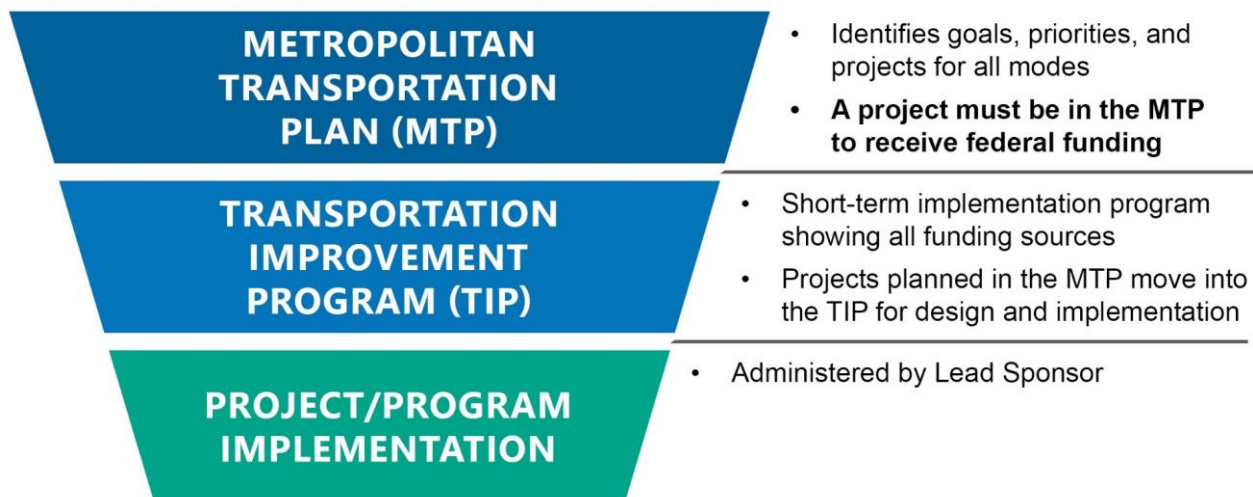 METROPOLITAN
TRANSPORTATION
PLAN (MTP)
• Identifies goals, priorities, and
projects for all modes
• A project must be in the MTP
to receive federal funding
TRANSPORTATION
IMPROVEMENT
PROGRAM (TIP)
• Short-term implementation program
showing all funding sources
• Projects planned in the MTP move into
the TIP for design and implementation
PROJECT/PROGRAM
IMPLEMENTATION
• Administered by Lead Sponsor